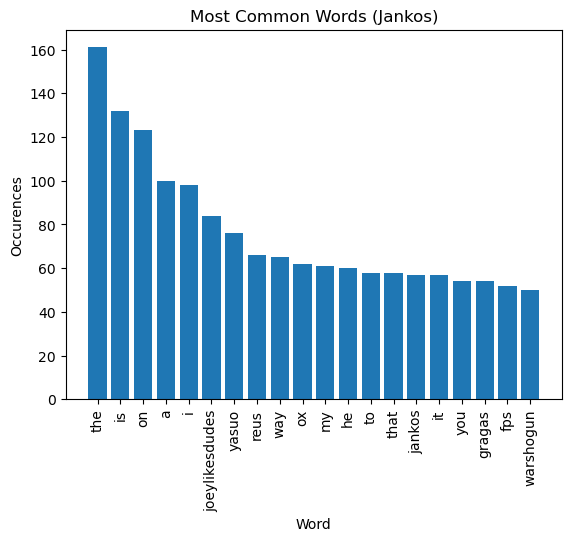 Most Common Words (Jankos)
Occurences
160
140
120
100
80
60
40
20
0
the
is
on
a
i
joeylikesdudes
yasuo
reus
way
ox
my
he
to
that
jankos
it
you
gragas
fps
warshogun
Word